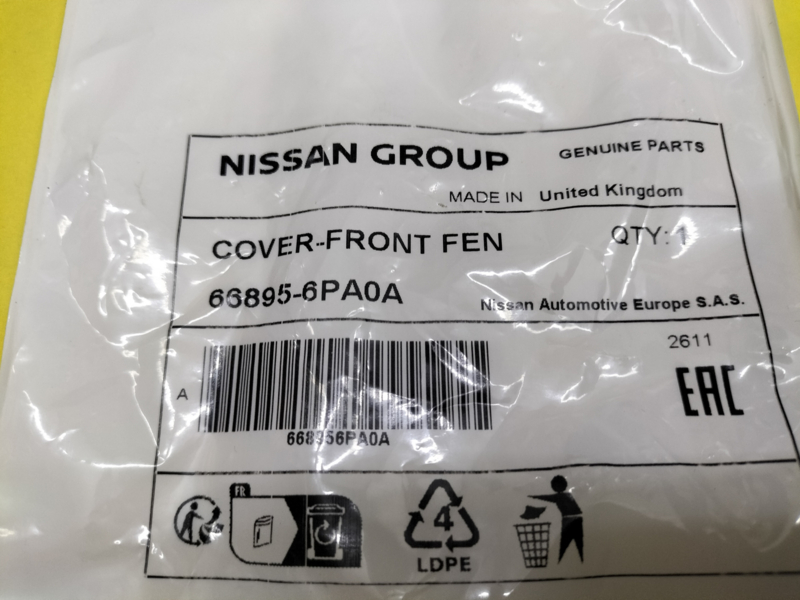 NISSAN GROUP GENUINE PARTS
MADE IN United Kingdom
COVER-FRONT FEN QTY: 1
66895-6PA0A Nissan Automotive Europe S.A.S.
2611
A
EAC
668956PA0A
FR
4
LDPE